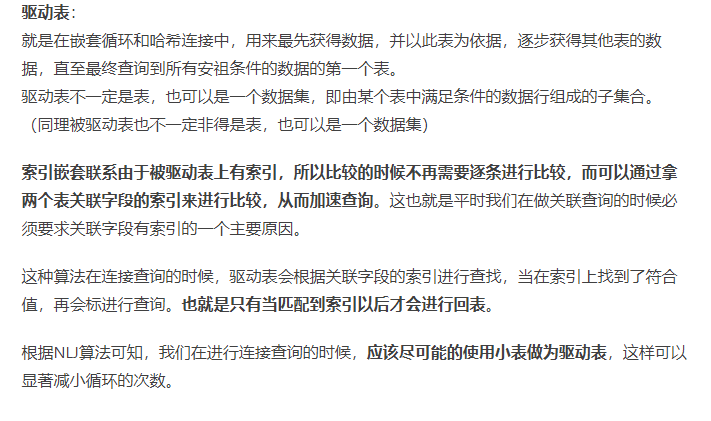 驱动表：
就是在嵌套循环和哈希连接中，用来最先获得数据，并以此表为依据，逐步获得其他表的数
据，直至最终查询到所有安祖条件的数据的第一个表。
驱动表不一定是表，也可以是一个数据集，即由某个表中满足条件的数据行组成的子集合。
（同理被驱动表也不一定非得是表，也可以是一个数据集）
索引嵌套联系由于被驱动表上有索引，所以比较的时候不再需要逐条进行比较，而可以通过拿
两个表关联字段的索引来进行比较，从而加速查询。这也就是平时我们在做关联查询的时候必
须要求关联字段有索引的一个主要原因。
这种算法在连接查询的时候，驱动表会根据关联字段的索引进行查找，当在索引上找到了符合
值，再会标进行查询。也就是只有当匹配到索引以后才会进行回表。
根据NLJ算法可知，我们在进行连接查询的时候，应该尽可能的使用小表做为驱动表，这样可以
显著减小循环的次数。